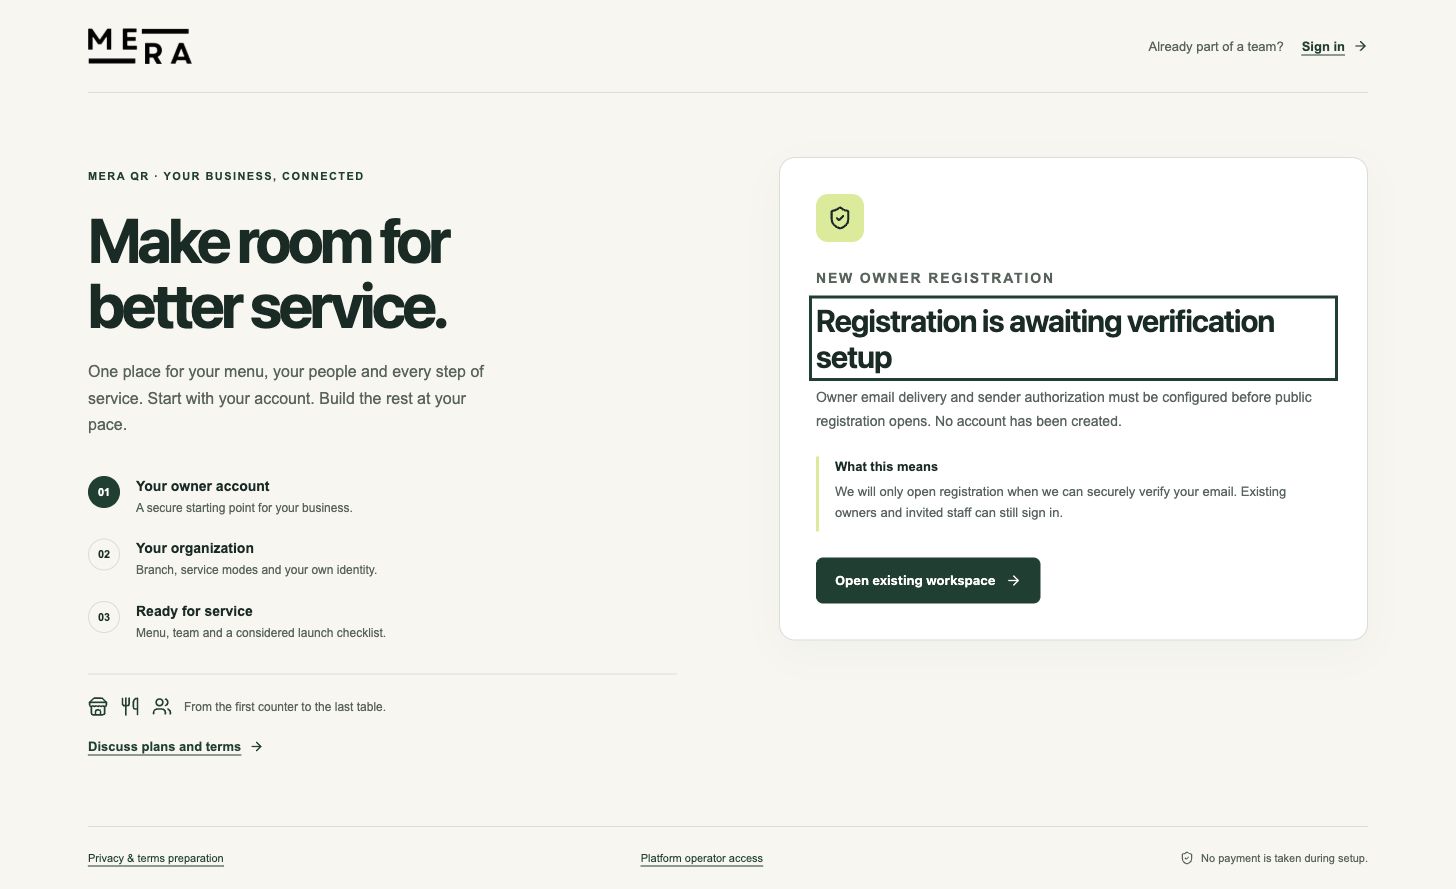 MERA
Already part of a team? Sign in
MERA QR · YOUR BUSINESS, CONNECTED
Make room for
better service.
One place for your menu, your people and every step of
service. Start with your account. Build the rest at your
pace.
01
Your owner account
A secure starting point for your business.
02
Your organization
Branch, service modes and your own identity.
03
Ready for service
Menu, team and a considered launch checklist.
From the first counter to the last table.
Discuss plans and terms
NEW OWNER REGISTRATION
Registration is awaiting verification
setup
Owner email delivery and sender authorization must be configured before public
registration opens. No account has been created.
What this means
We will only open registration when we can securely verify your email. Existing
owners and invited staff can still sign in.
Open existing workspace
Privacy & terms preparation
Platform operator access
No payment is taken during setup.